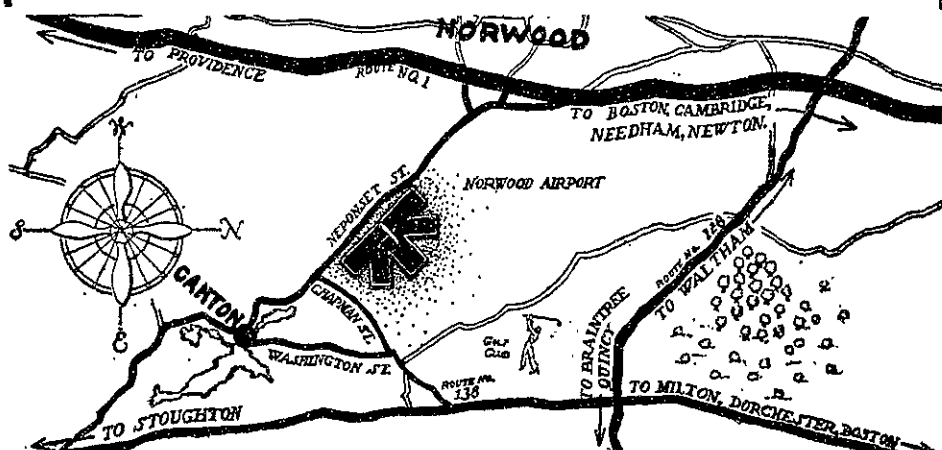 NORWOOD
TO PROVIDENCE
ROUTE NO. 1
TO BOSTON, CAMBRIDGE,
NEEDHAM, NEWTON.
W
S
N
E
NEPONSET ST.
NORWOOD AIRPORT
CANTON
CHAPMAN ST.
WASHINGTON ST.
ROUTE No. 128
TO WALTHAM
GOLF
CLUB
TO BRAINTREE
QUINCY
ROUTE No.
138
TO STOUGHTON
TO MILTON, DORCHESTER, BOSTON